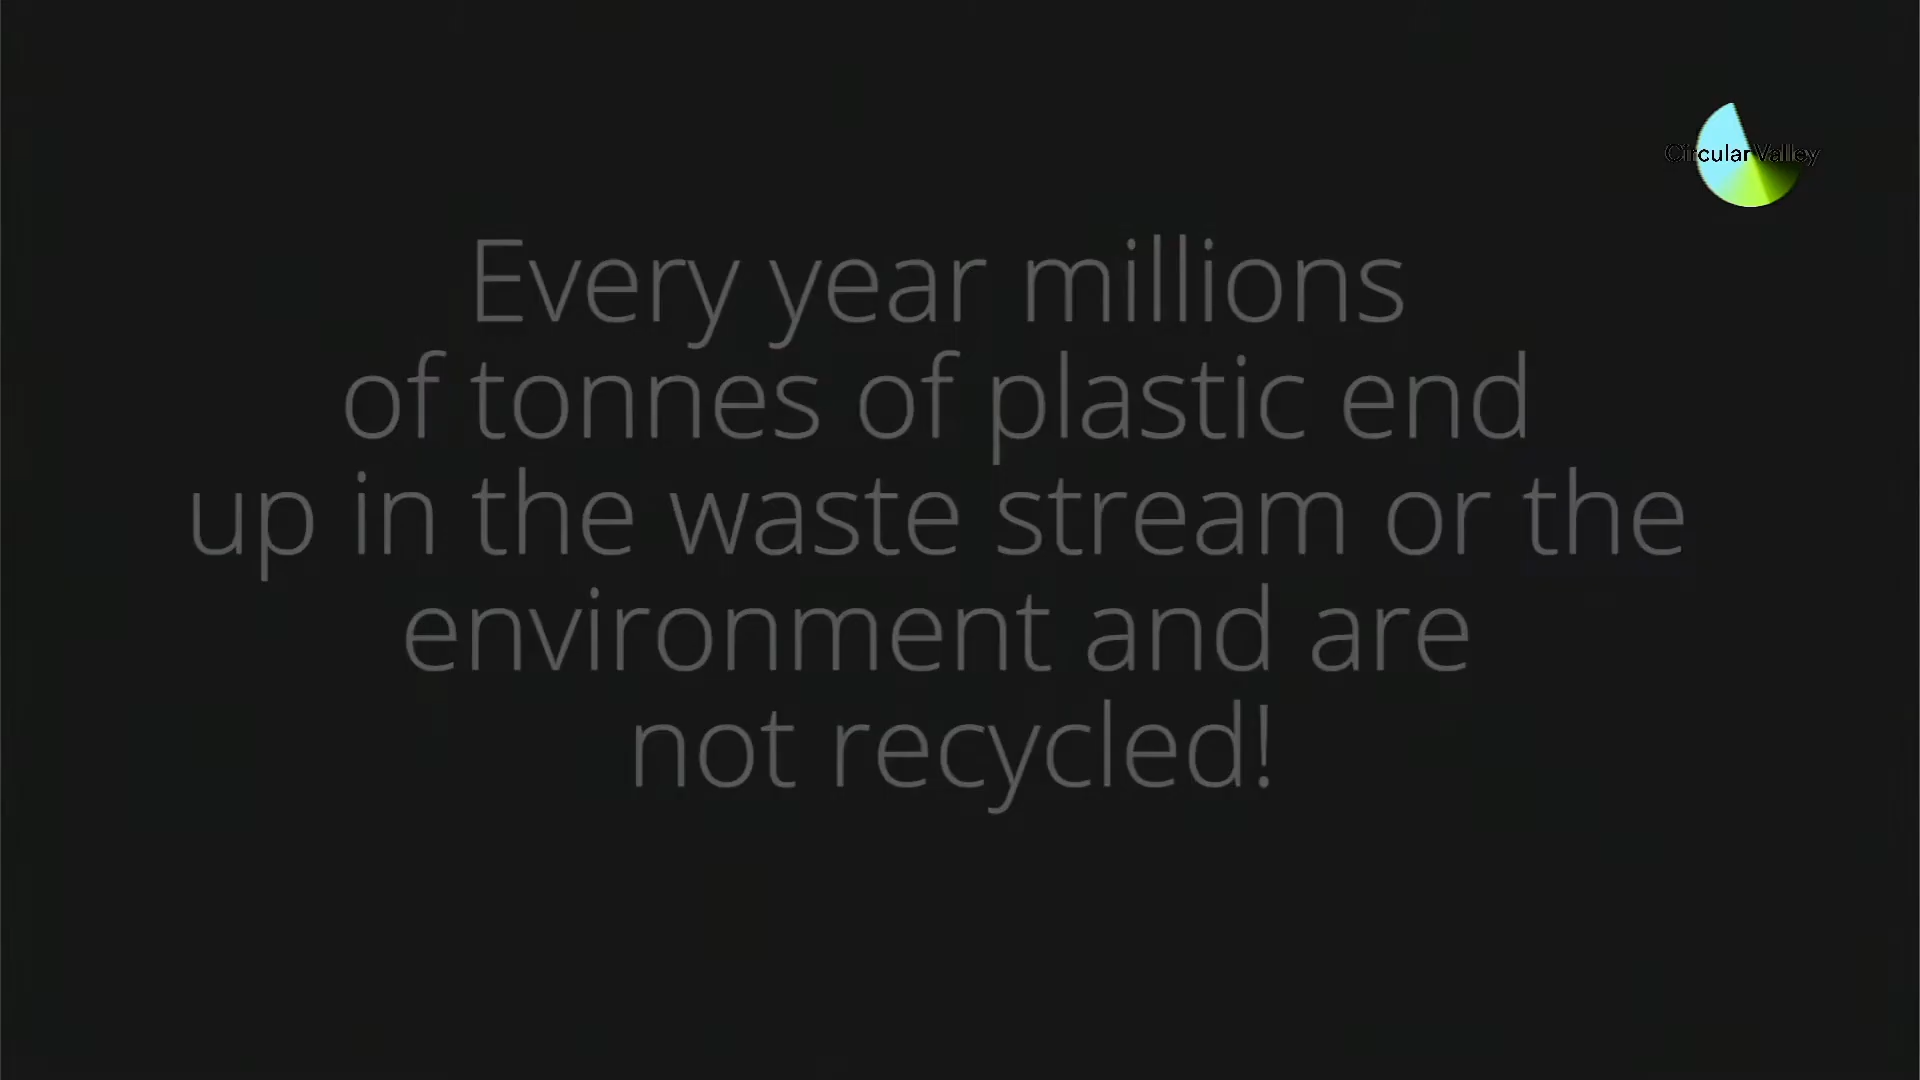 Circular Valley
Every year millions
of tonnes of plastic end
up in the waste stream or the
environment and are
not recycled!